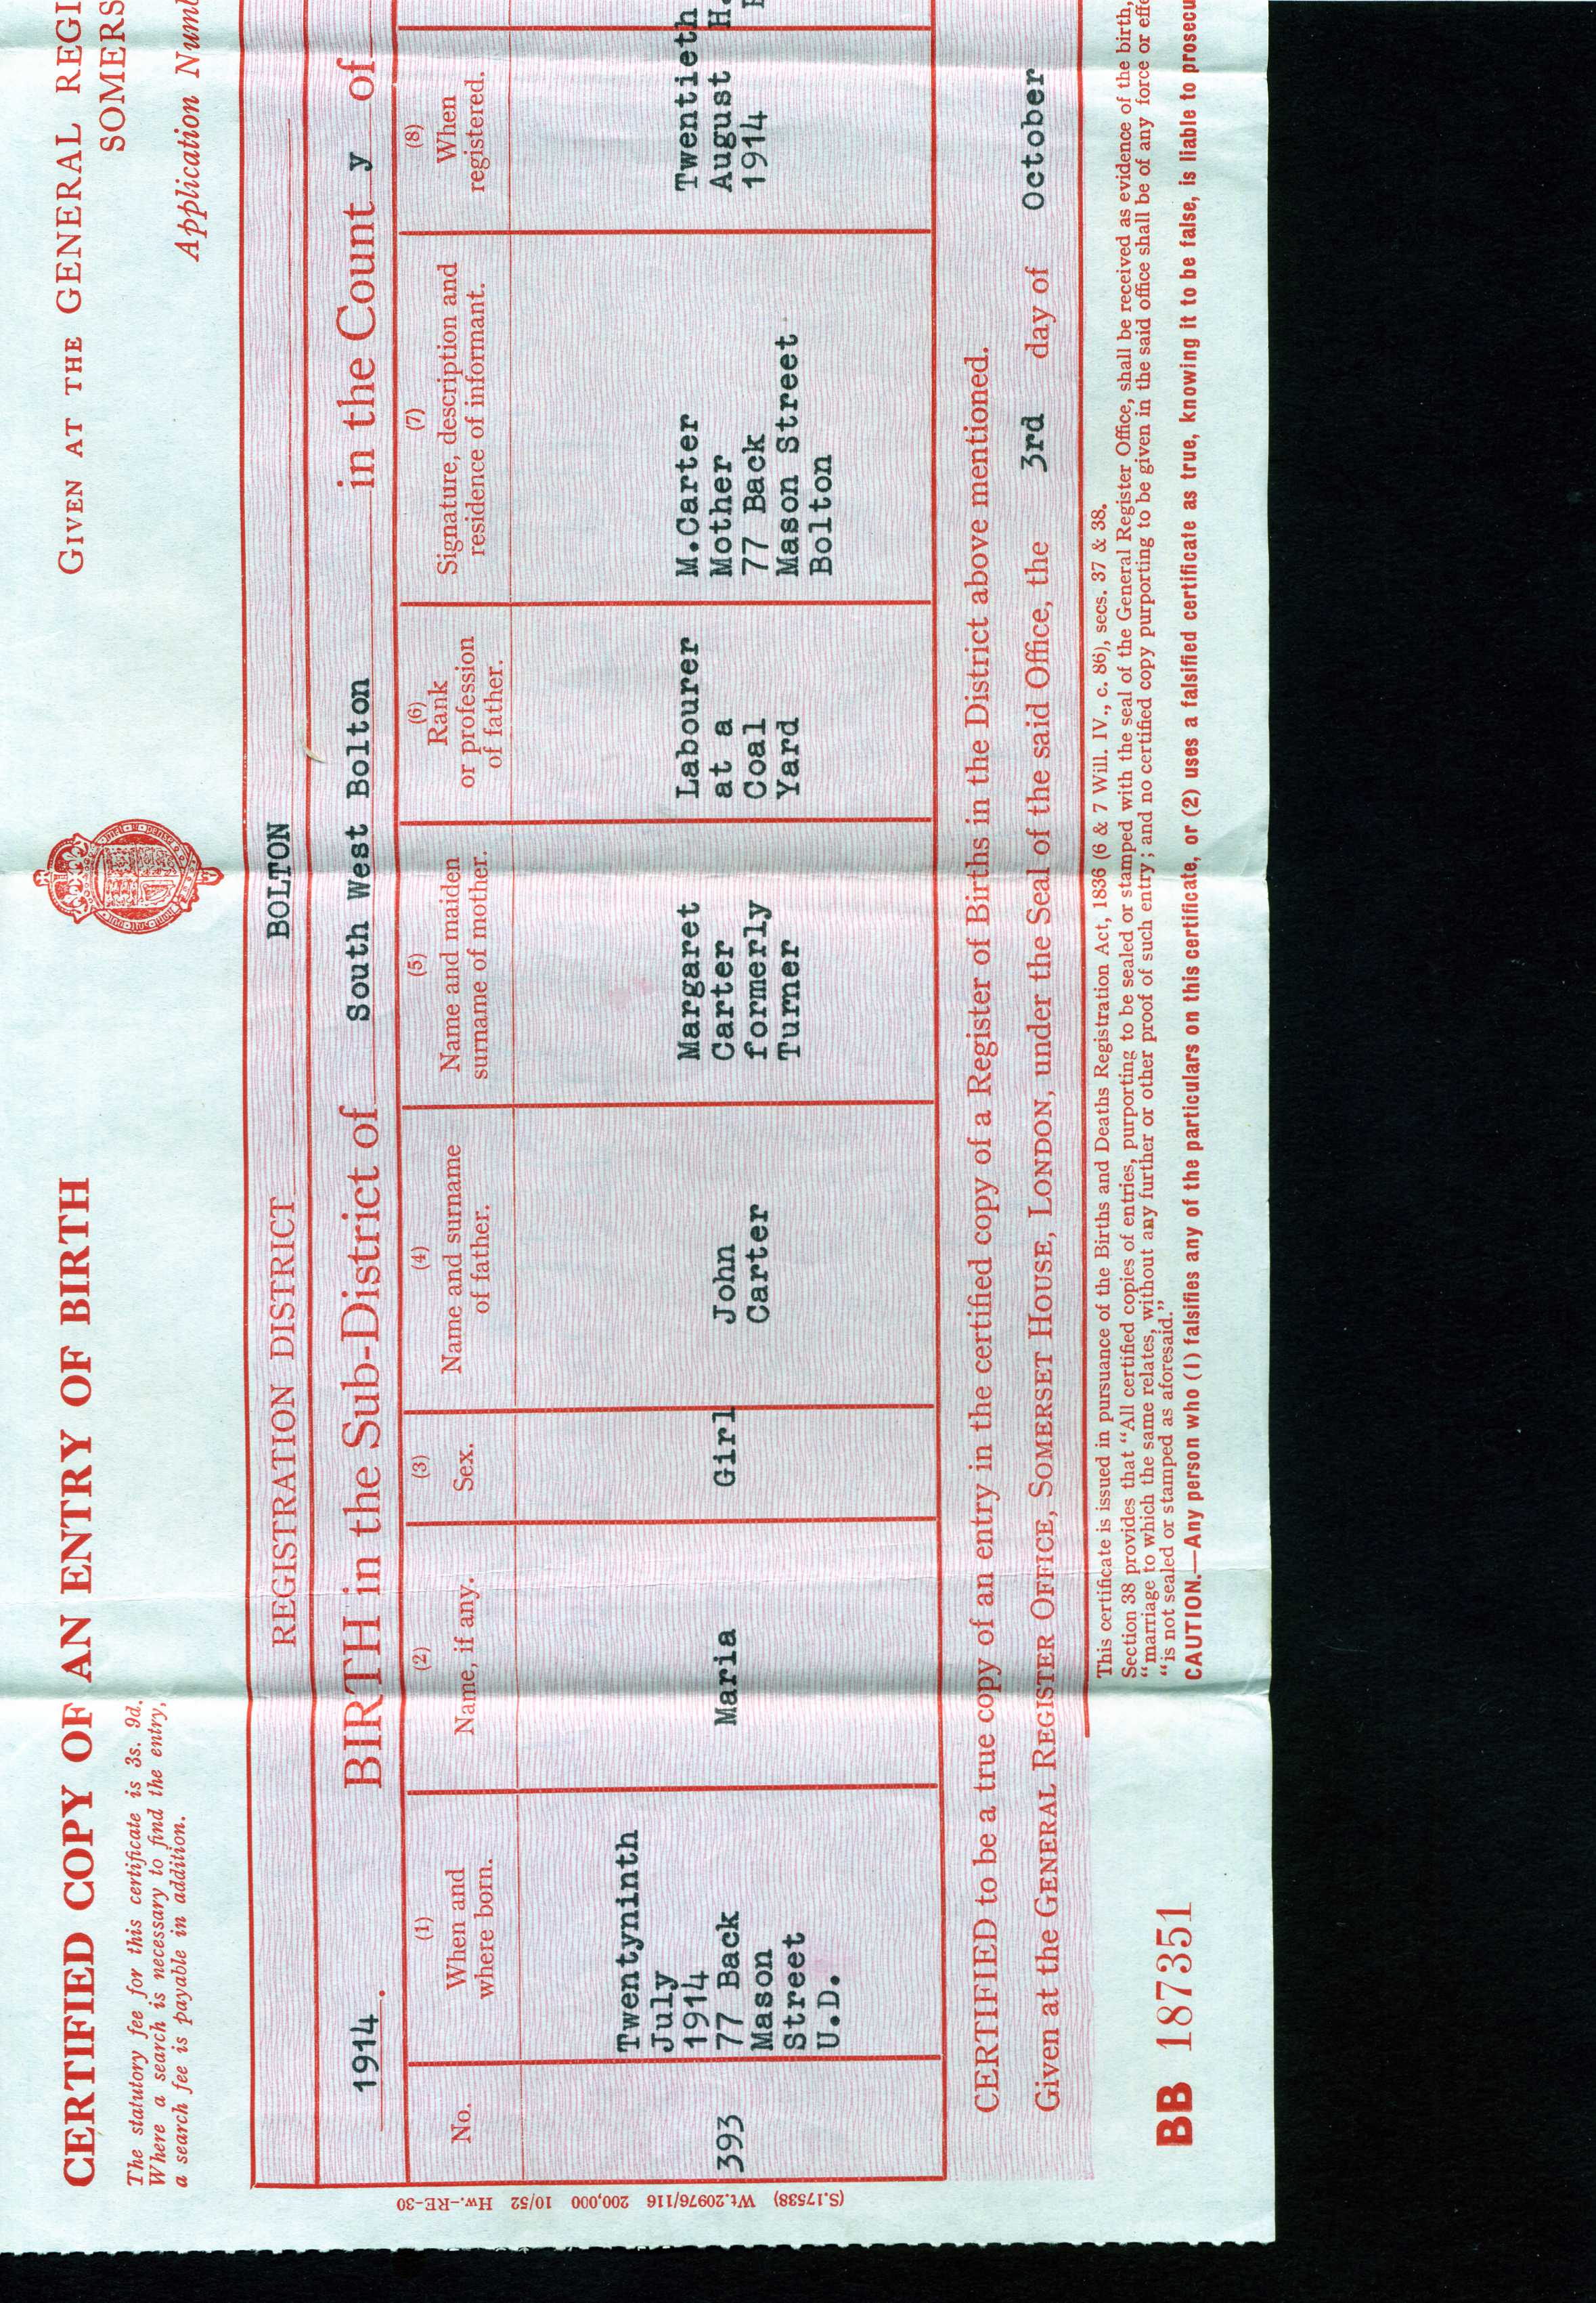 CERTIFIED COPY OF AN ENTRY OF BIRTH
GIVEN AT THE GENERAL REGI
SOMERS
The statutory fee for this certificate is 3s. 9d.
Where a search is necessary to find the entry,
a search fee is payable in addition.
Application Numb
REGISTRATION DISTRICT BOLTON
1914. BIRTH in the Sub-District of South West Bolton in the County of
No.
(1)
When and
where born.
(2)
Name, if any.
(3)
Sex.
(4)
Name and surname
of father.
(5)
Name and maiden
surname of mother.
(6)
Rank
or profession
of father.
(7)
Signature, description and
residence of informant.
(8)
When
registered.
393
Twentyninth
July
1914
77 Back
Mason
Street
U.D.
Maria
Girl
John
Carter
Margaret
Carter
formerly
Turner
Labourer
at a
Coal
Yard
M.Carter
Mother
77 Back
Mason Street
Bolton
Twentieth
August
1914
H.
CERTIFIED to be a true copy of an entry in the certified copy of a Register of Births in the District above mentioned.
Given at the GENERAL REGISTER OFFICE, SOMERSET HOUSE, LONDON, under the Seal of the said Office, the 3rd day of October
This certificate is issued in pursuance of the Births and Deaths Registration Act, 1836 (6 & 7 Will. IV., c. 86), secs. 37 & 38.
Section 38 provides that “All certified copies of entries, purporting to be sealed or stamped with the seal of the General Register Office, shall be received as evidence of the birth,
“marriage to which the same relates, without any further or other proof of such entry; and no certified copy purporting to be given in the said office shall be of any force or effe
“is not sealed or stamped as aforesaid.”
CAUTION.—Any person who (1) falsifies any of the particulars on this certificate, or (2) uses a falsified certificate as true, knowing it to be false, is liable to prosecu
BB 187351
(S.17538) Wt.20976/116 200,000 10/52 Hw.-RE-30